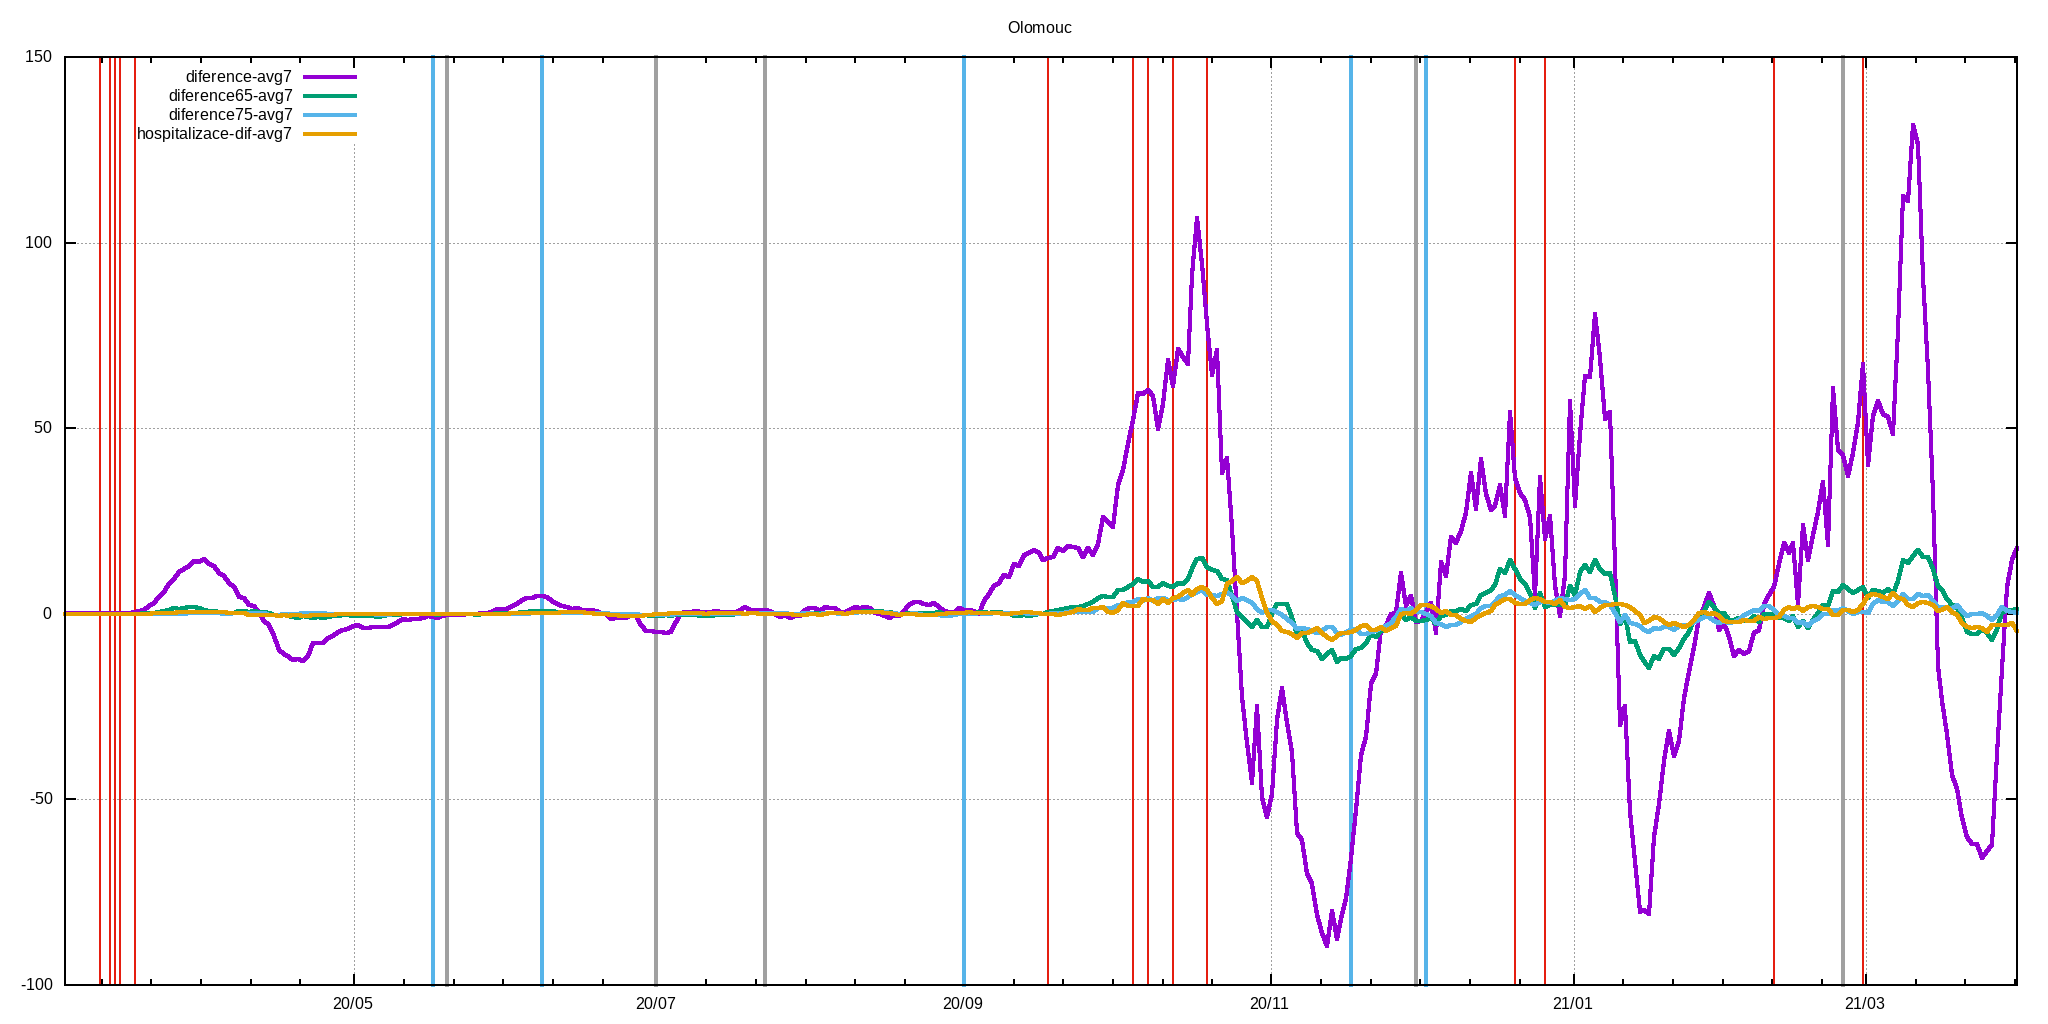 Olomouc
150
diference-avg7
diference65-avg7
diference75-avg7
hospitalizace-dif-avg7
100
50
0
-50
-100
20/05 20/07 20/09 20/11 21/01 21/03